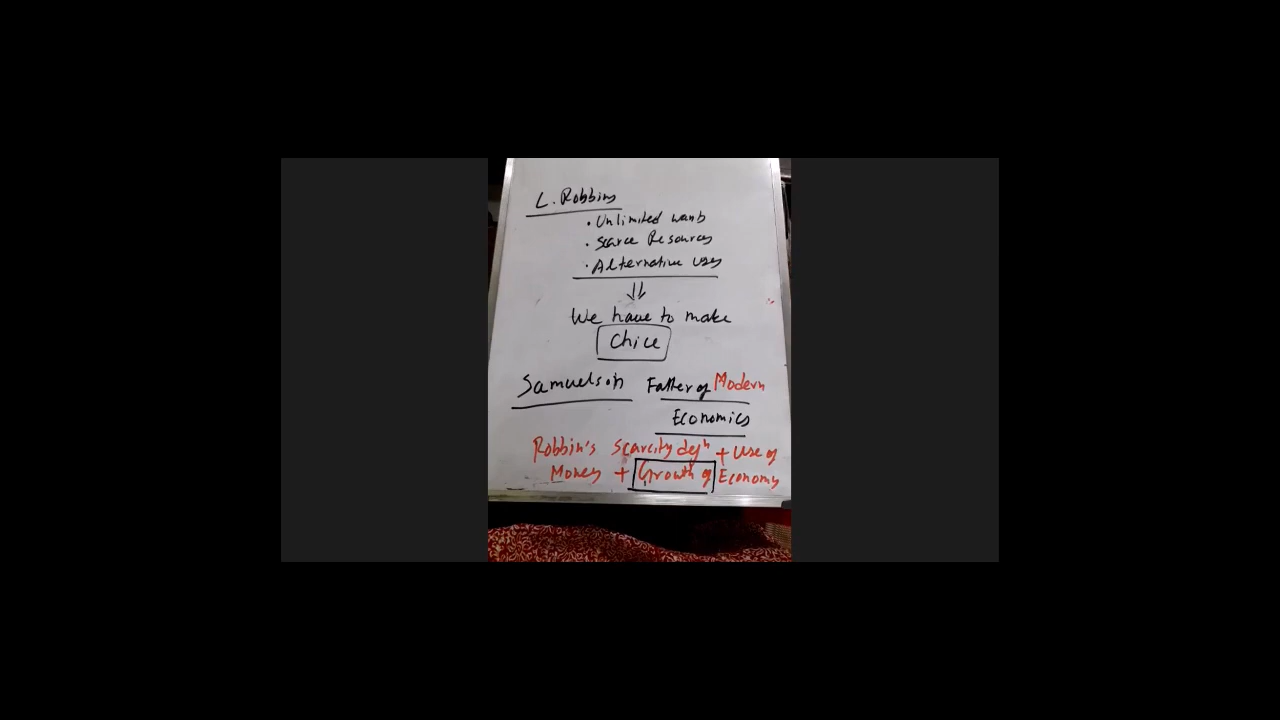 L. Robbins
• Unlimited wants
• Scarce Resources
• Alternative uses
We have to make
Chice
Samuelson Father of Modern
Economics
Robbin's Scarcity defn + Use of
Money + Growth of Economy